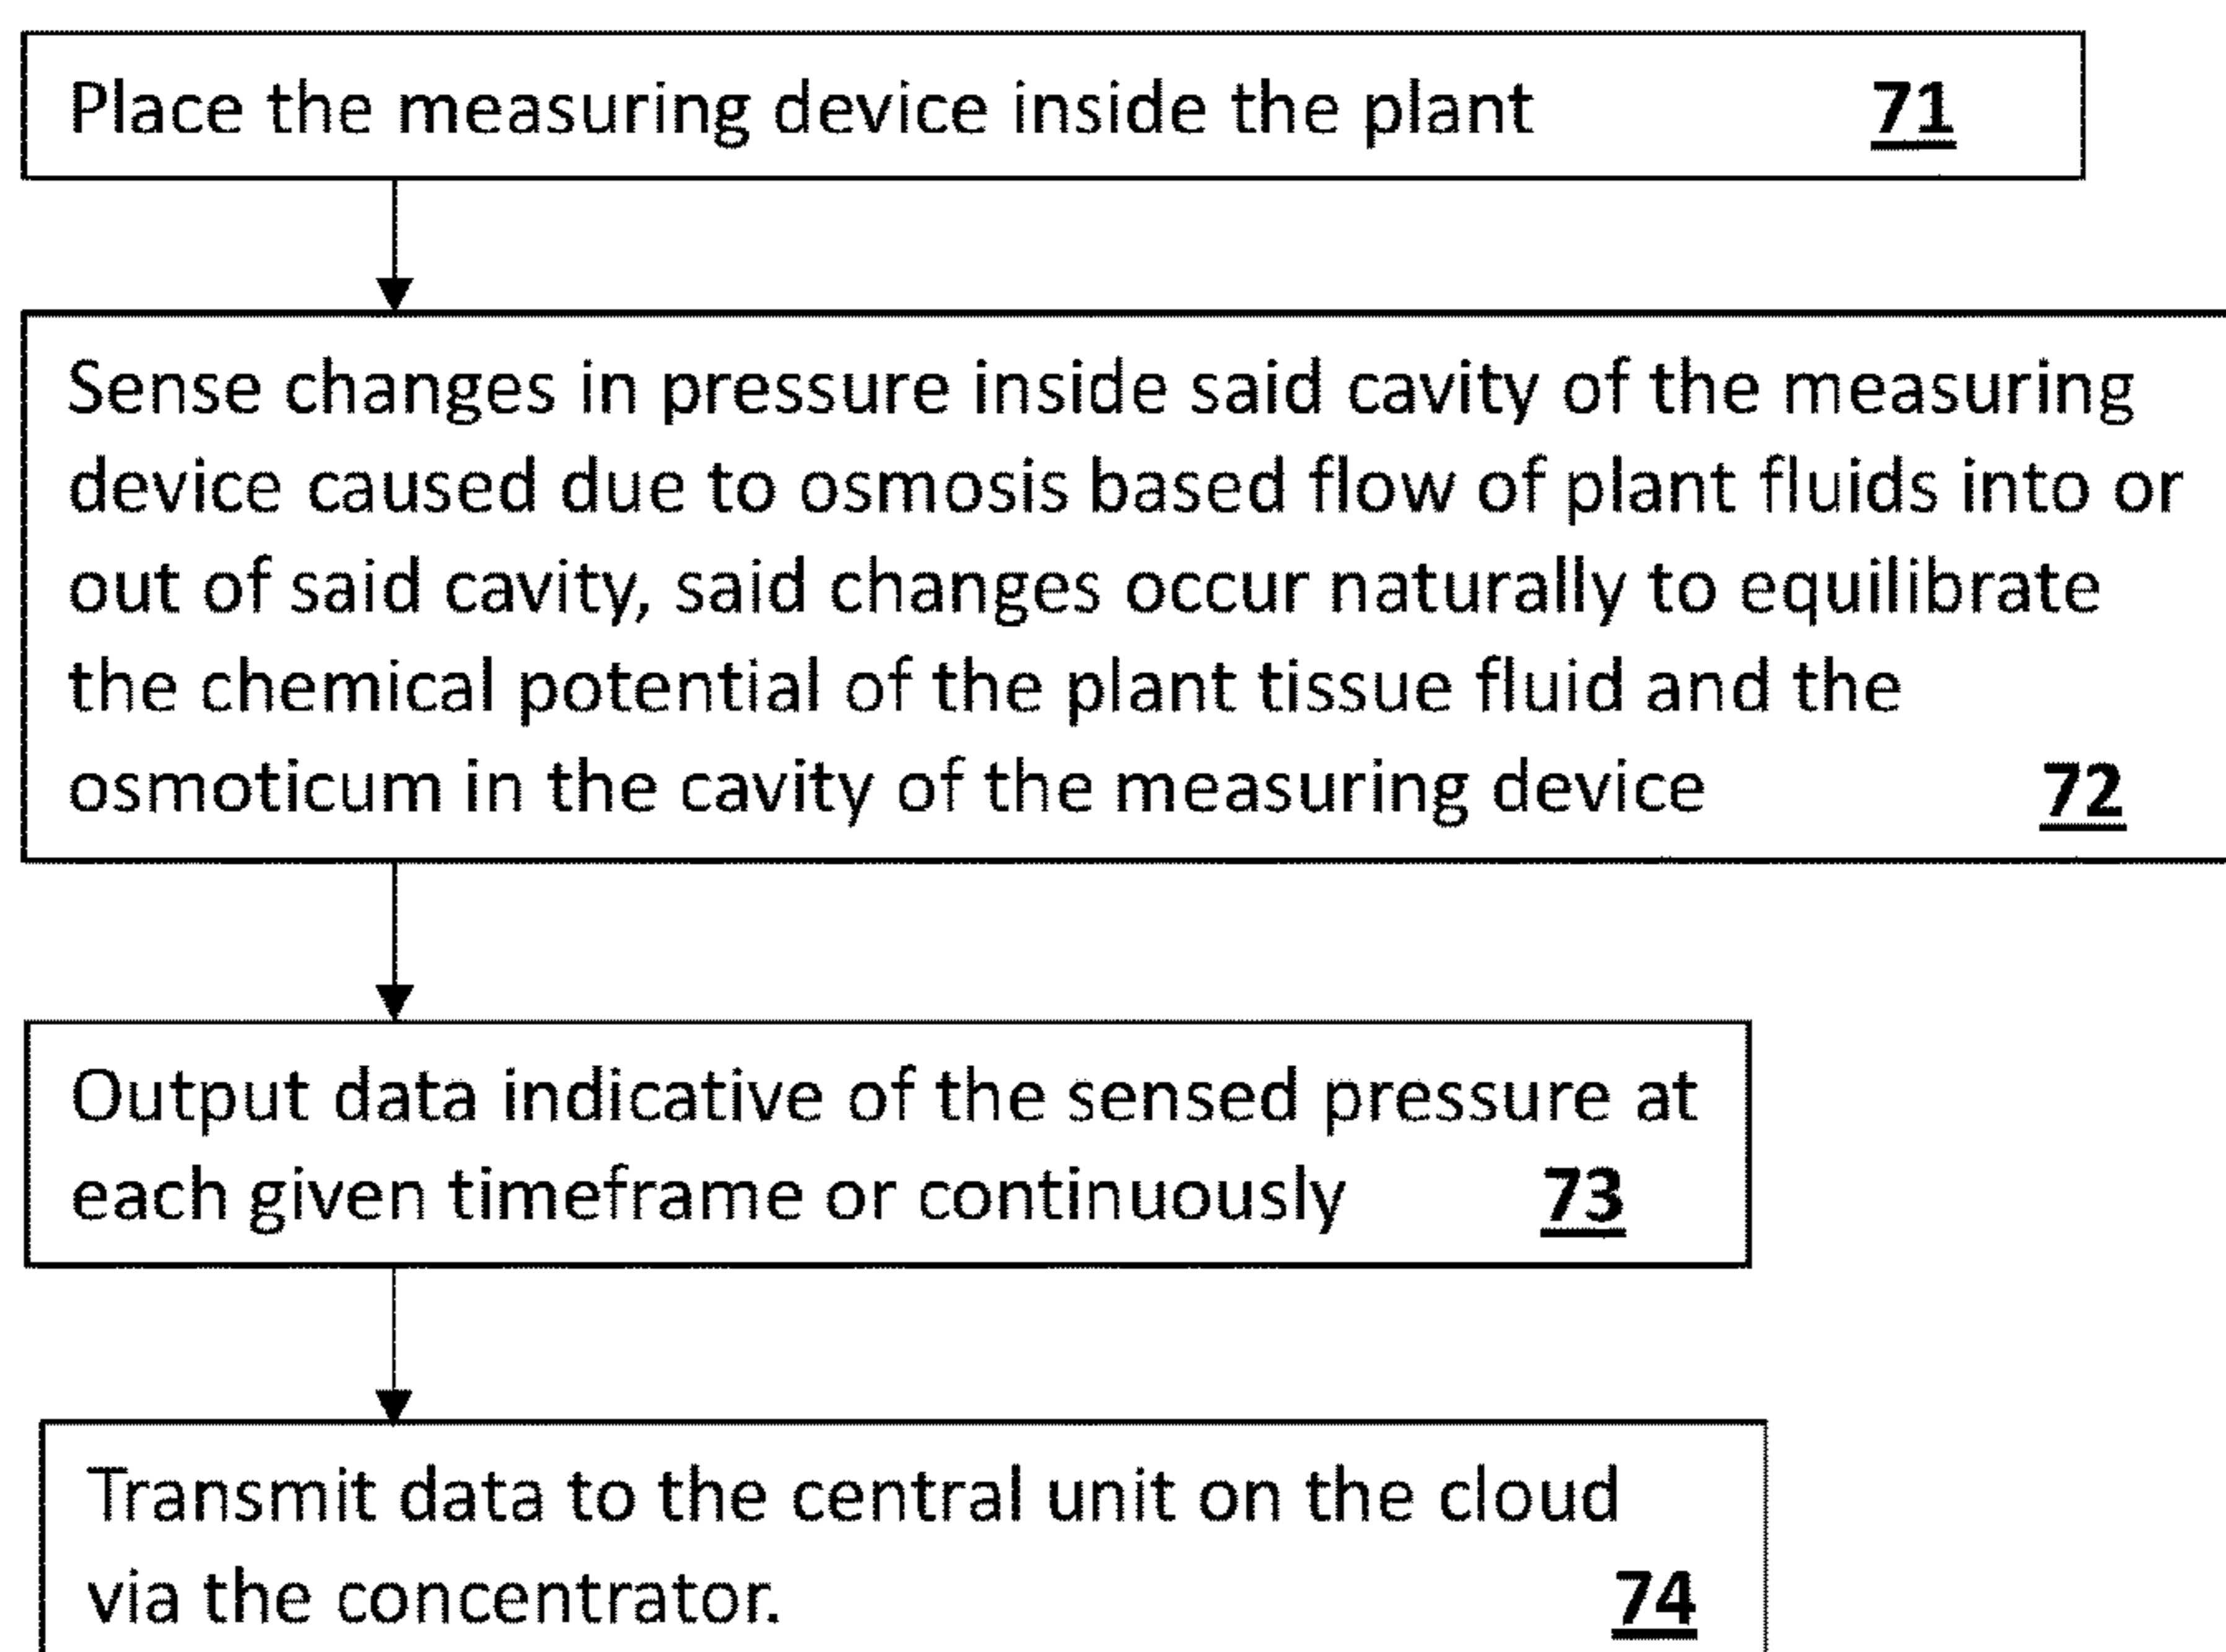 Place the measuring device inside the plant 71
Sense changes in pressure inside said cavity of the measuring
device caused due to osmosis based flow of plant fluids into or
out of said cavity, said changes occur naturally to equilibrate
the chemical potential of the plant tissue fluid and the
osmoticum in the cavity of the measuring device 72
Output data indicative of the sensed pressure at
each given timeframe or continuously 73
Transmit data to the central unit on the cloud
via the concentrator. 74